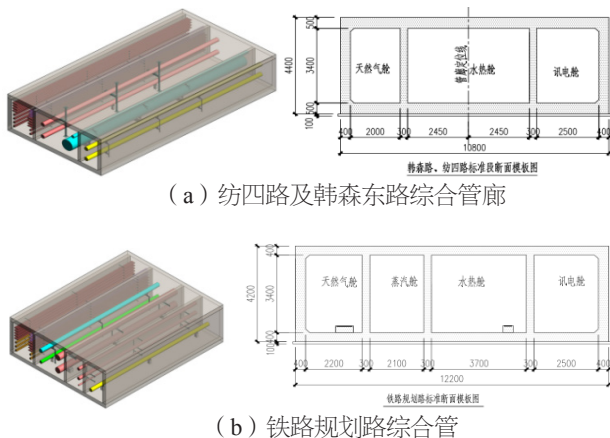 500
4400
3400
500
100
天然气舱
管廊定位线
水热舱
讯电舱
400 2000 300 2450 2450 300 2500 400
10800
韩森路、纺四路标准段断面模板图
（a）纺四路及韩森东路综合管廊
400
4200
3400
400
100
天然气舱 蒸汽舱 水热舱 讯电舱
400 2200 300 2100 300 3700 300 2500 400
12200
铁路规划路标准断面模板图
（b）铁路规划路综合管